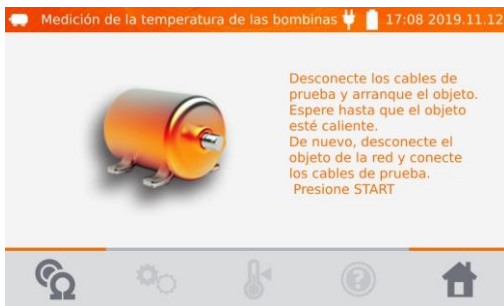 Medición de la temperatura de las bombinas 17:08 2019.11.12
Desconecte los cables de
prueba y arranque el objeto.
Espere hasta que el objeto
esté caliente.
De nuevo, desconecte el
objeto de la red y conecte
los cables de prueba.
Presione START